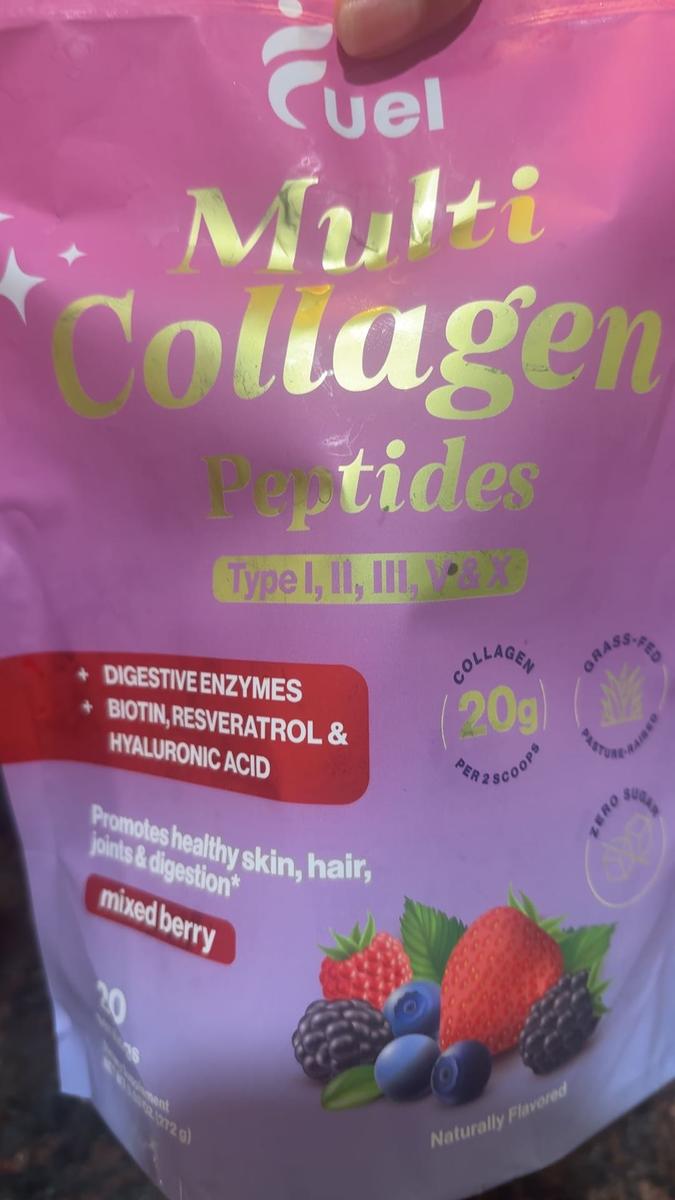 Fuel
Multi
Collagen
Peptides
Type I, II, III, V & X
+ DIGESTIVE ENZYMES
+ BIOTIN, RESVERATROL &
HYALURONIC ACID
COLLAGEN
20g
PER 2 SCOOPS
GRASS-FED
PASTURE-RAISED
ZERO SUGAR
Promotes healthy skin, hair,
joints & digestion*
mixed berry
20
(272 g)
Naturally Flavored